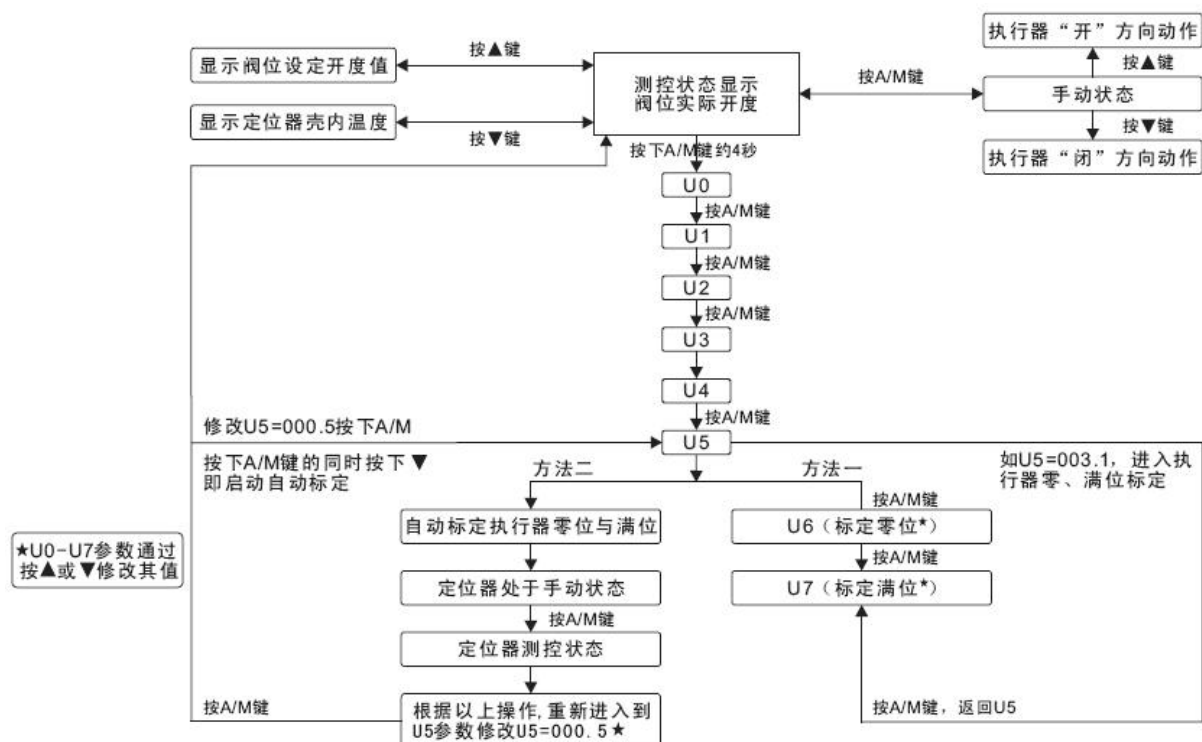 按▲键
显示阀位设定开度值
显示定位器壳内温度
按▼键
测控状态显示
阀位实际开度
按A/M键
执行器“开”方向动作
按▲键
手动状态
按▼键
执行器“闭”方向动作
按下A/M键约4秒
U0
按A/M键
U1
按A/M键
U2
按A/M键
U3
U4
按A/M键
修改U5=000.5按下A/M
U5
按下A/M键的同时按下▼
即启动自动标定
方法二
方法一
如U5=003.1，进入执
行器零、满位标定
按A/M键
自动标定执行器零位与满位
U6（标定零位★）
按A/M键
定位器处于手动状态
U7（标定满位★）
按A/M键
定位器测控状态
★U0-U7参数通过
按▲或▼修改其值
按A/M键
根据以上操作,重新进入到
U5参数修改U5=000.5★
按A/M键，返回U5